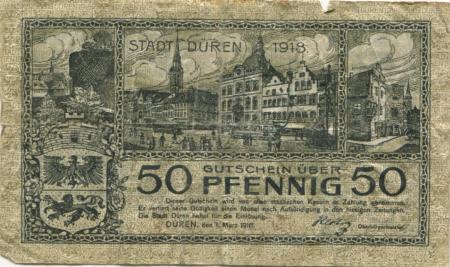 STADT DÜREN 1918
GUTSCHEIN ÜBER
50 PFENNIG 50
Dieser Gutschein wird von allen städtischen Kassen in Zahlung genommen.
Er verliert seine Gültigkeit einen Monat nach Aufkündigung in den hiesigen Zeitungen.
Die Stadt Düren haftet für die Einlösung.
DÜREN, den 1. März 1918.
Oberbürgermeister.